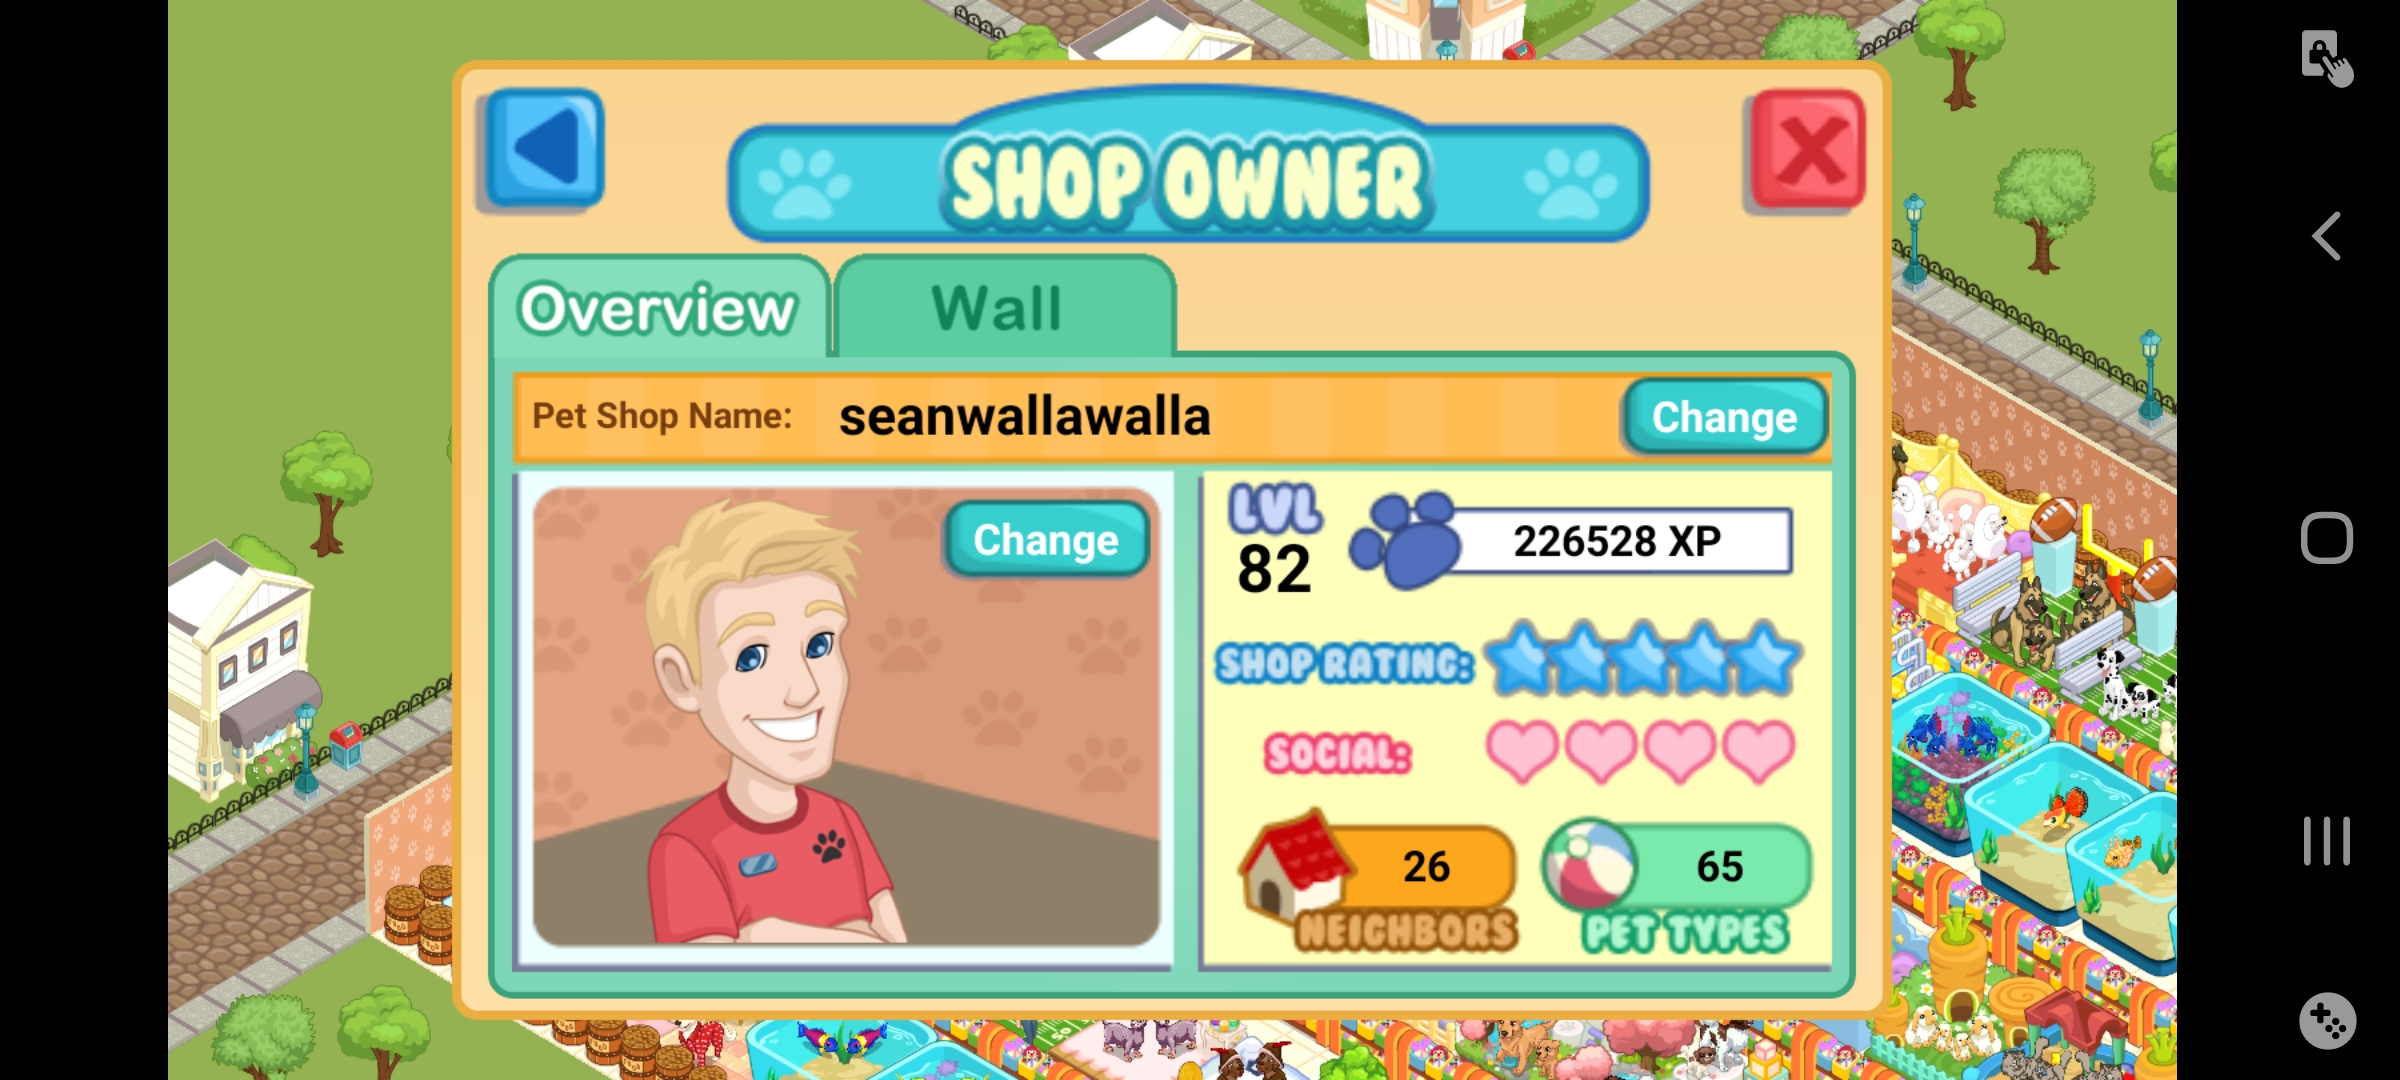 SHOP OWNER
Overview
Wall
Pet Shop Name: seanwallawalla
Change
Change
LVL
82
226528 XP
SHOP RATING:
SOCIAL:
26
NEIGHBORS
65
PET TYPES